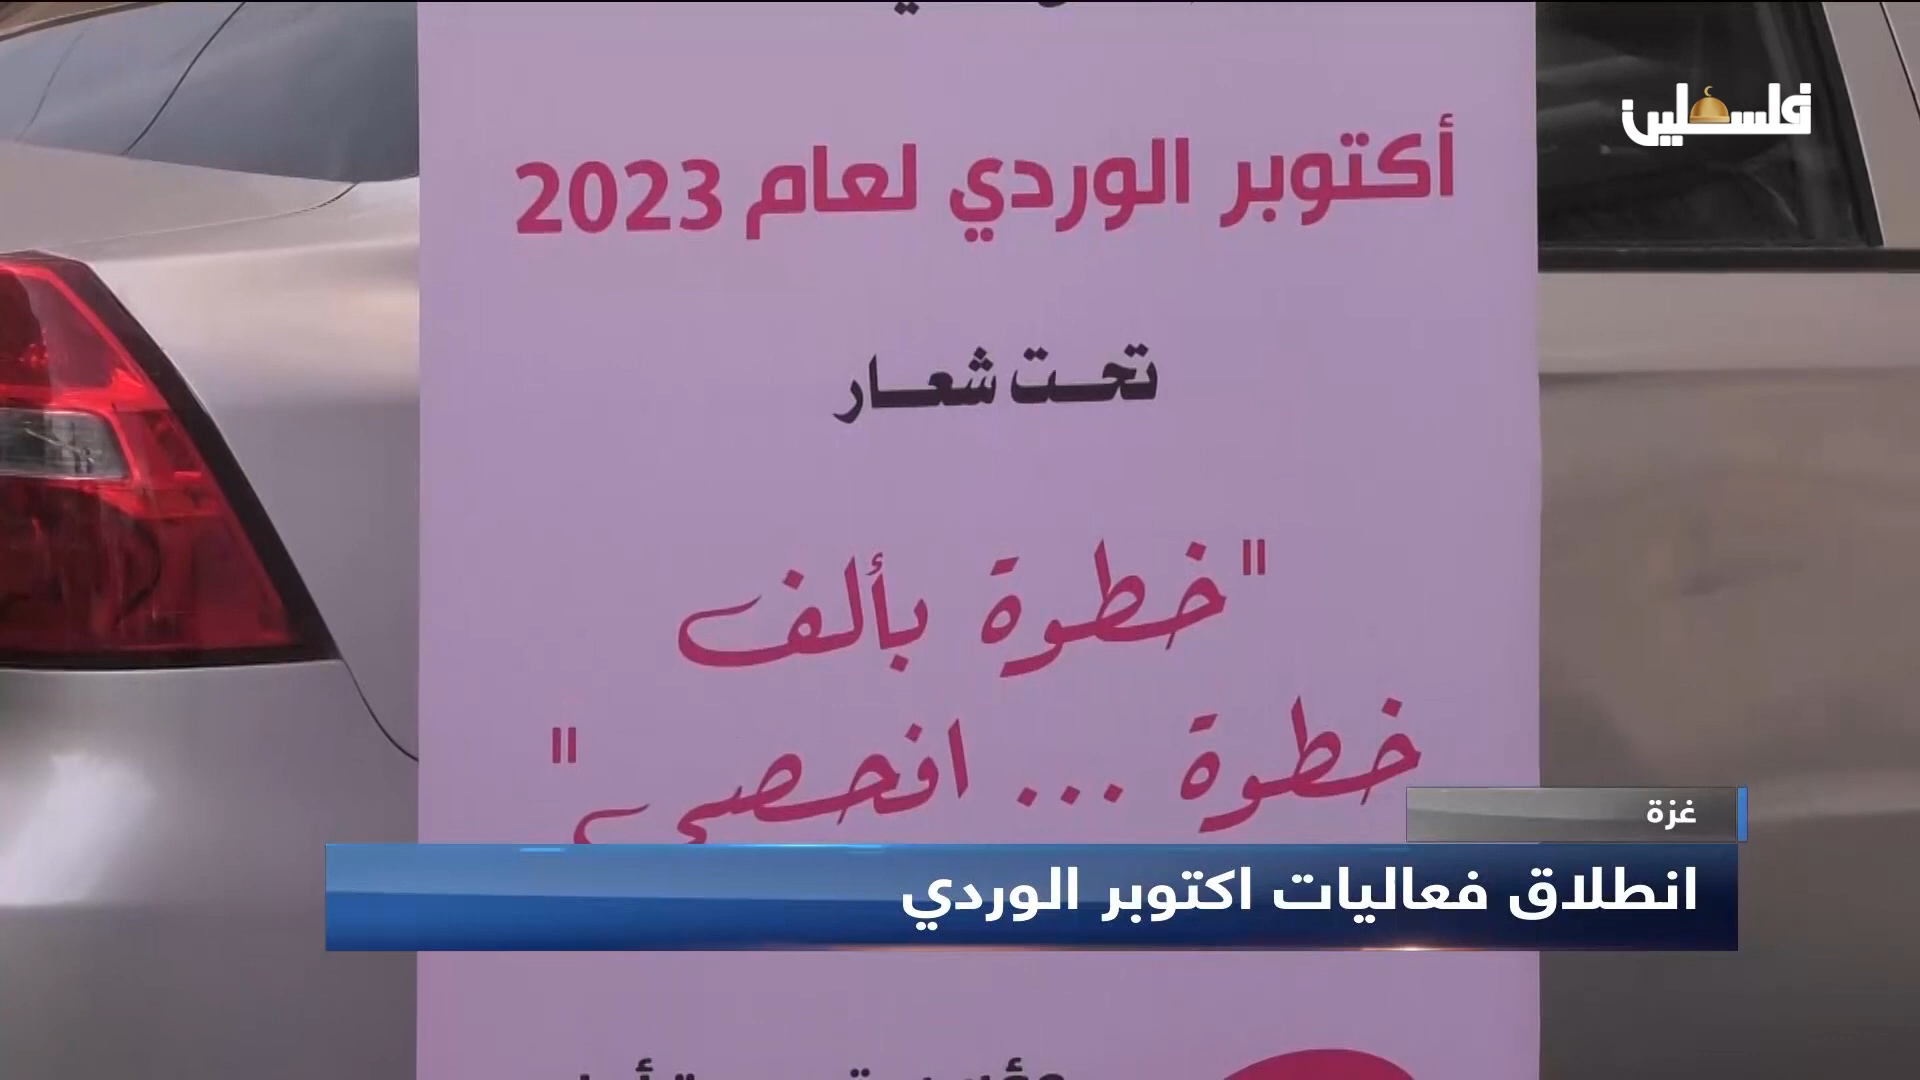 فلسطين
أكتوبر الوردي لعام 2023
تحت شعار
"خطوة بألف
خطوة ... افحصي"
غزة
انطلاق فعاليات اكتوبر الوردي